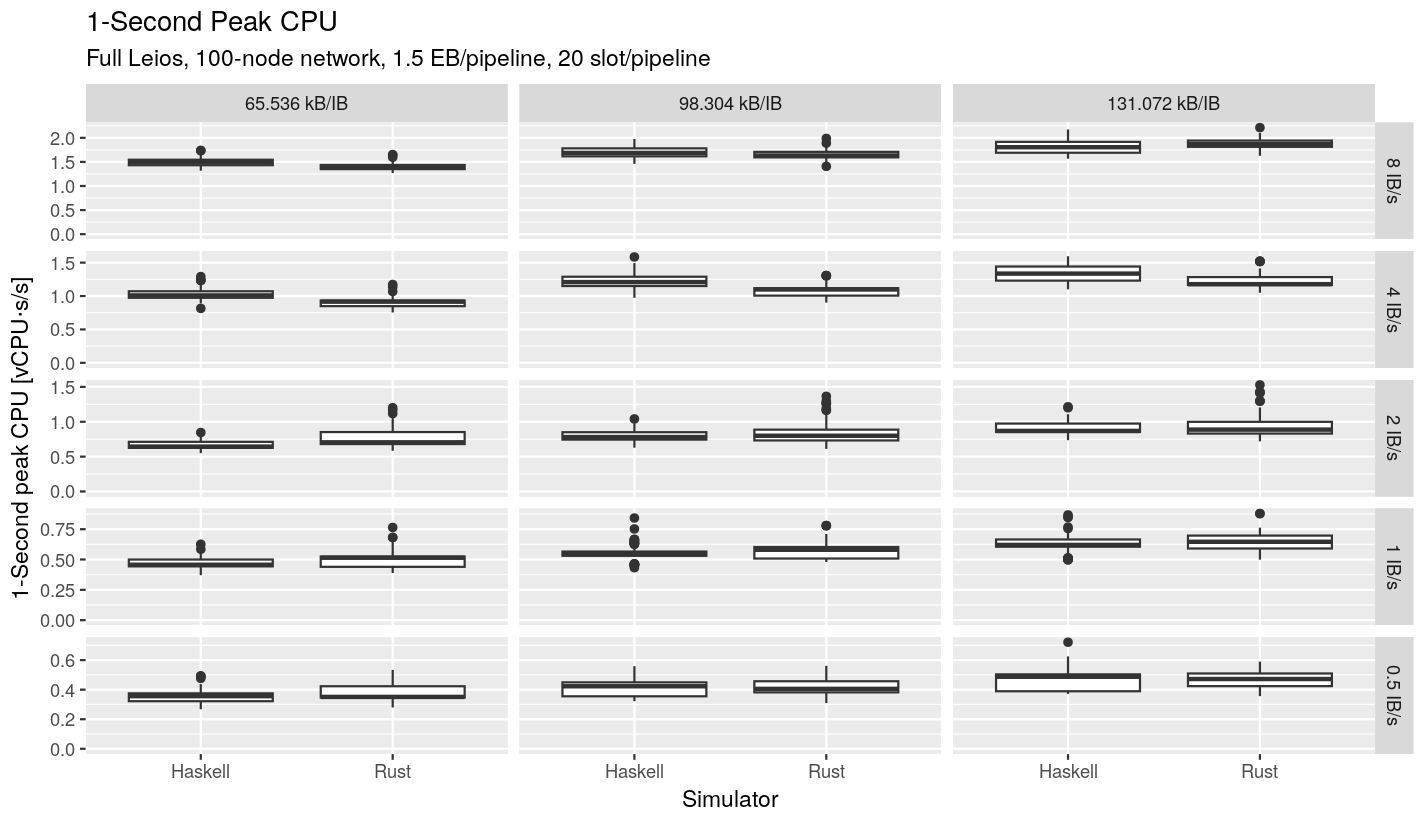 1-Second Peak CPU
Full Leios, 100-node network, 1.5 EB/pipeline, 20 slot/pipeline
65.536 kB/IB
98.304 kB/IB
131.072 kB/IB
1-Second peak CPU [vCPU·s/s]
2.0
1.5
1.0
0.5
0.0
8 IB/s
1.5
1.0
0.5
0.0
4 IB/s
1.5
1.0
0.5
0.0
2 IB/s
0.75
0.50
0.25
0.00
1 IB/s
0.6
0.4
0.2
0.0
0.5 IB/s
Haskell
Rust
Haskell
Rust
Haskell
Rust
Simulator